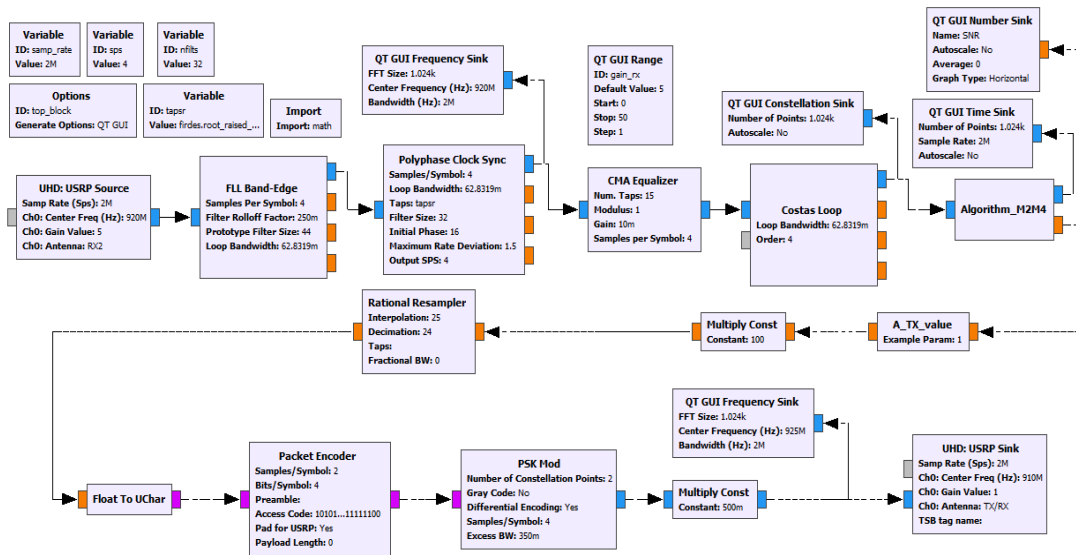 Variable
ID: samp_rate
Value: 2M
Variable
ID: sps
Value: 4
Variable
ID: nfilts
Value: 32
Options
ID: top_block
Generate Options: QT GUI
Variable
ID: tapsr
Value: firdes.root_raised_...
Import
Import: math
QT GUI Frequency Sink
FFT Size: 1.024k
Center Frequency (Hz): 920M
Bandwidth (Hz): 2M
QT GUI Range
ID: gain_rx
Default Value: 5
Start: 0
Stop: 50
Step: 1
QT GUI Constellation Sink
Number of Points: 1.024k
Autoscale: No
QT GUI Number Sink
Name: SNR
Autoscale: No
Average: 0
Graph Type: Horizontal
QT GUI Time Sink
Number of Points: 1.024k
Sample Rate: 2M
Autoscale: No
UHD: USRP Source
Samp Rate (Sps): 2M
Ch0: Center Freq (Hz): 920M
Ch0: Gain Value: 5
Ch0: Antenna: RX2
FLL Band-Edge
Samples Per Symbol: 4
Filter Rolloff Factor: 250m
Prototype Filter Size: 44
Loop Bandwidth: 62.8319m
Polyphase Clock Sync
Samples/Symbol: 4
Loop Bandwidth: 62.8319m
Taps: tapsr
Filter Size: 32
Initial Phase: 16
Maximum Rate Deviation: 1.5
Output SPS: 4
CMA Equalizer
Num. Taps: 15
Modulus: 1
Gain: 10m
Samples per Symbol: 4
Costas Loop
Loop Bandwidth: 62.8319m
Order: 4
Algorithm_M2M4
Rational Resampler
Interpolation: 25
Decimation: 24
Taps:
Fractional BW: 0
Multiply Const
Constant: 100
A_TX_value
Example Param: 1
Float To UChar
Packet Encoder
Samples/Symbol: 2
Bits/Symbol: 4
Preamble:
Access Code: 10101...11111100
Pad for USRP: Yes
Payload Length: 0
PSK Mod
Number of Constellation Points: 2
Gray Code: No
Differential Encoding: Yes
Samples/Symbol: 4
Excess BW: 350m
QT GUI Frequency Sink
FFT Size: 1.024k
Center Frequency (Hz): 925M
Bandwidth (Hz): 2M
Multiply Const
Constant: 500m
UHD: USRP Sink
Samp Rate (Sps): 2M
Ch0: Center Freq (Hz): 910M
Ch0: Gain Value: 1
Ch0: Antenna: TX/RX
TSB tag name: